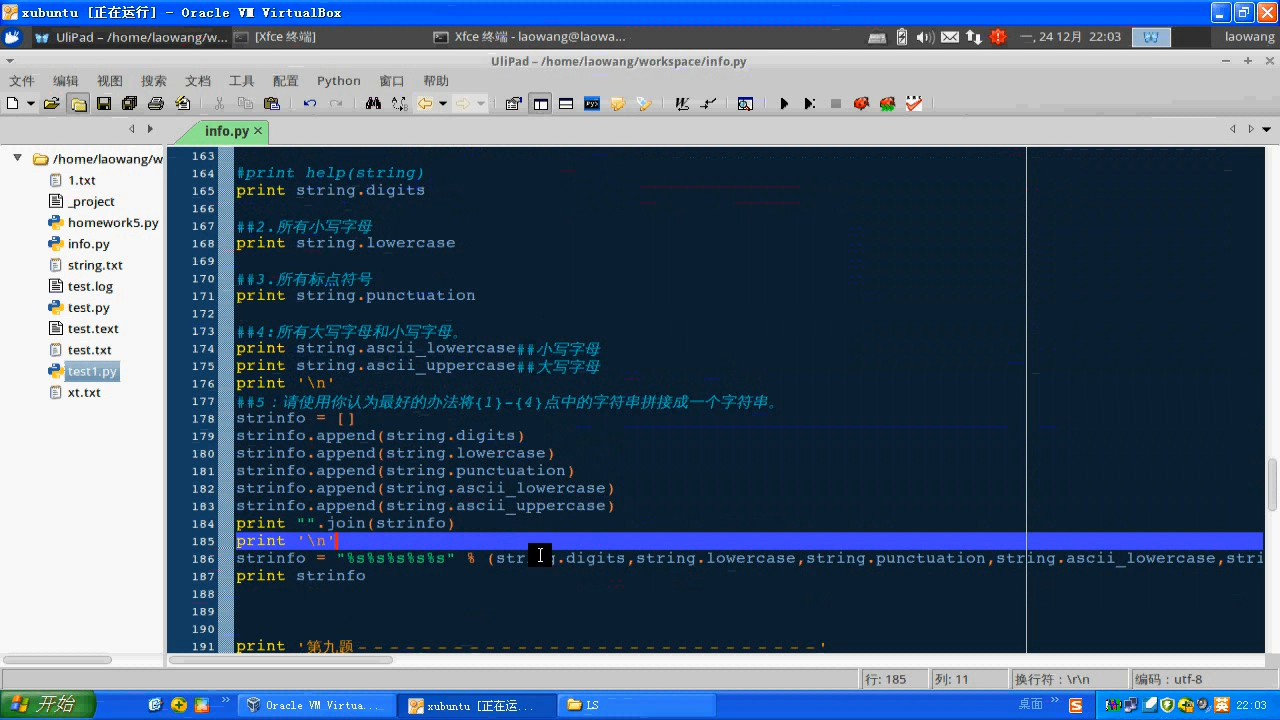 xubuntu [正在运行] - Oracle VM VirtualBox
UliPad – /home/laowang/w...
[Xfce 终端]
Xfce 终端 - laowang@laowa...
一, 24 12月 22:03
laowang
UliPad – /home/laowang/workspace/info.py
文件 编辑 视图 搜索 文档 工具 配置 Python 窗口 帮助
info.py
/home/laowang/w
1.txt
_project
homework5.py
info.py
string.txt
test.log
test.py
test.text
test.txt
test1.py
xt.txt
163
164 #print help(string)
165 print string.digits
166
167 ##2.所有小写字母
168 print string.lowercase
169
170 ##3.所有标点符号
171 print string.punctuation
172
173 ##4:所有大写字母和小写字母。
174 print string.ascii_lowercase##小写字母
175 print string.ascii_uppercase##大写字母
176 print '\n'
177 ##5：请使用你认为最好的办法将{1}-{4}点中的字符串拼接成一个字符串。
178 strinfo = []
179 strinfo.append(string.digits)
180 strinfo.append(string.lowercase)
181 strinfo.append(string.punctuation)
182 strinfo.append(string.ascii_lowercase)
183 strinfo.append(string.ascii_uppercase)
184 print "".join(strinfo)
185 print '\n'
186 strinfo = "%s%s%s%s%s" % (string.digits,string.lowercase,string.punctuation,string.ascii_lowercase,stri
187 print strinfo
188
189
190
191 print '第九题-----------------------------'
行: 185
列: 11
换行符: \r\n
编码: utf-8
开始
Oracle VM Virtua...
xubuntu [正在运...
LS
桌面
英
22:03